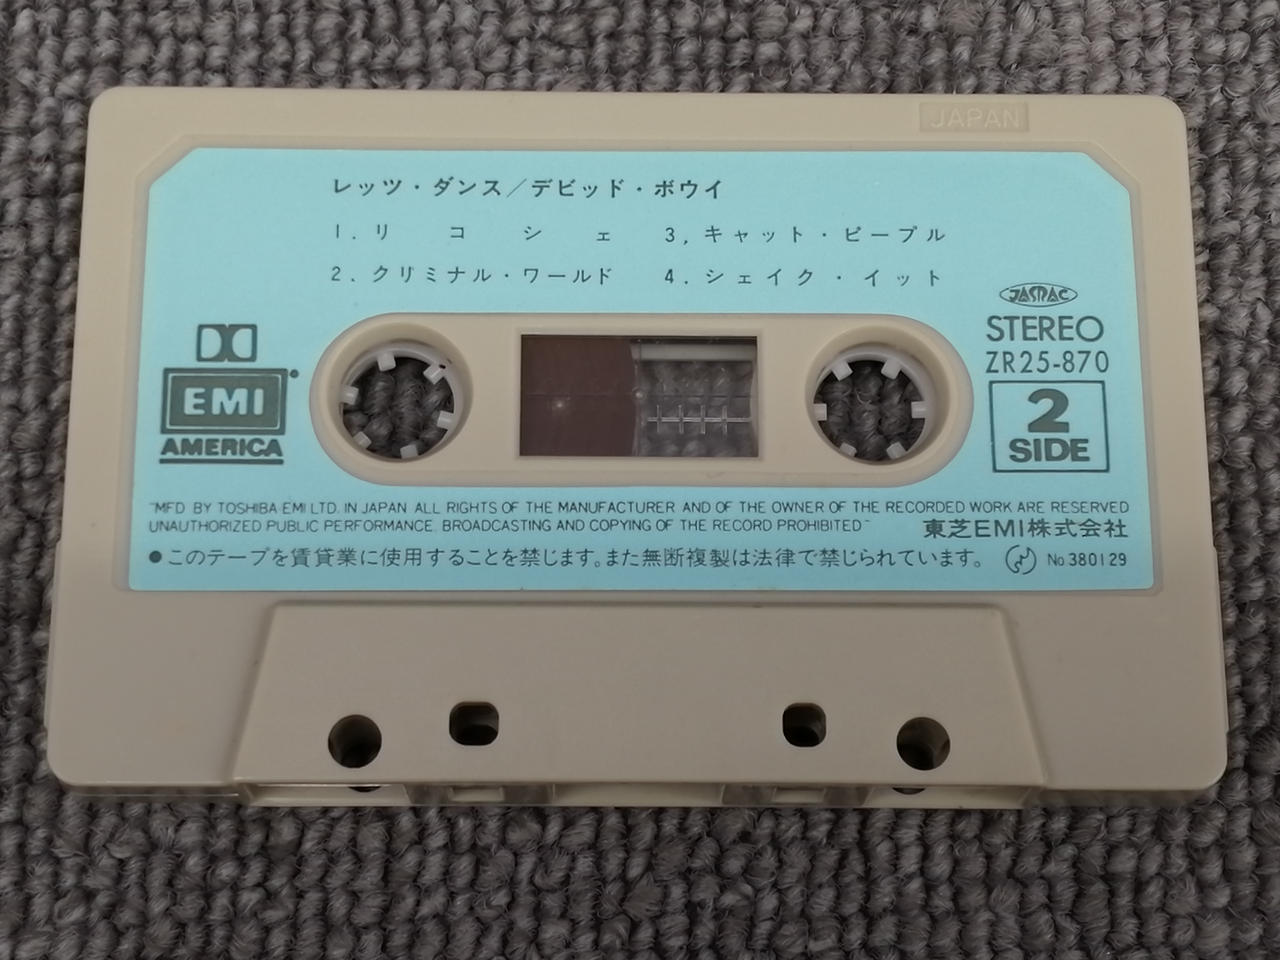 JAPAN
レッツ・ダンス／デビッド・ボウイ
1. リコシェ 3, キャット・ピープル
2. クリミナル・ワールド 4. シェイク・イット
JASRAC
STEREO
ZR25-870
EMI
AMERICA
2
SIDE
"MFD BY TOSHIBA EMI LTD. IN JAPAN ALL RIGHTS OF THE MANUFACTURER AND OF THE OWNER OF THE RECORDED WORK ARE RESERVED
UNAUTHORIZED PUBLIC PERFORMANCE, BROADCASTING AND COPYING OF THE RECORD PROHIBITED" 東芝EMI株式会社
●このテープを賃貸業に使用することを禁じます。また無断複製は法律で禁じられています。 No.380129